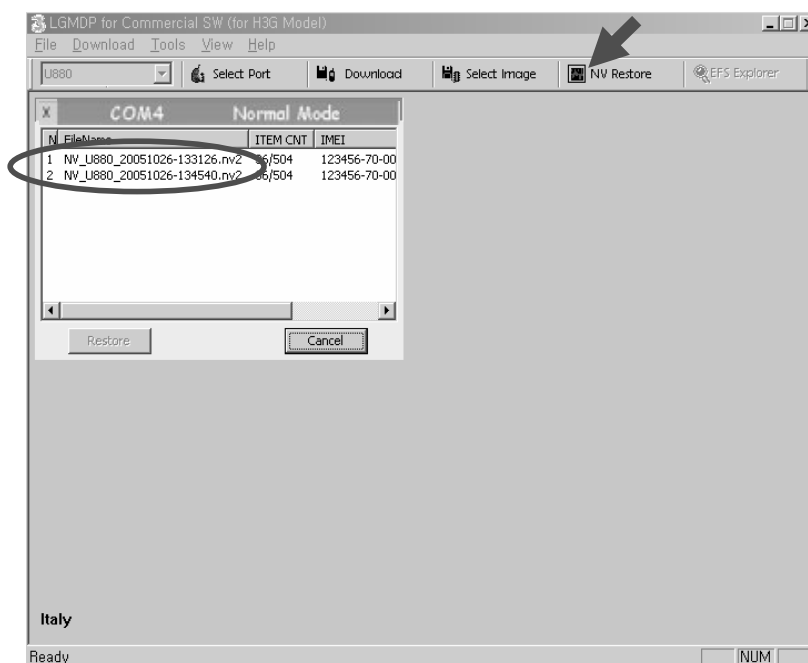 LGMDP for Commercial SW (for H3G Model)
File Download Tools View Help
U880 Select Port Download Select Image NV Restore EFS Explorer
X COM4 Normal Mode
N FileName ITEM CNT IMEI
1 NV_U880_20051026-133126.nv2 /504 123456-70-00
2 NV_U880_20051026-134540.nv2 /504 123456-70-00
Restore Cancel
Italy
Ready NUM